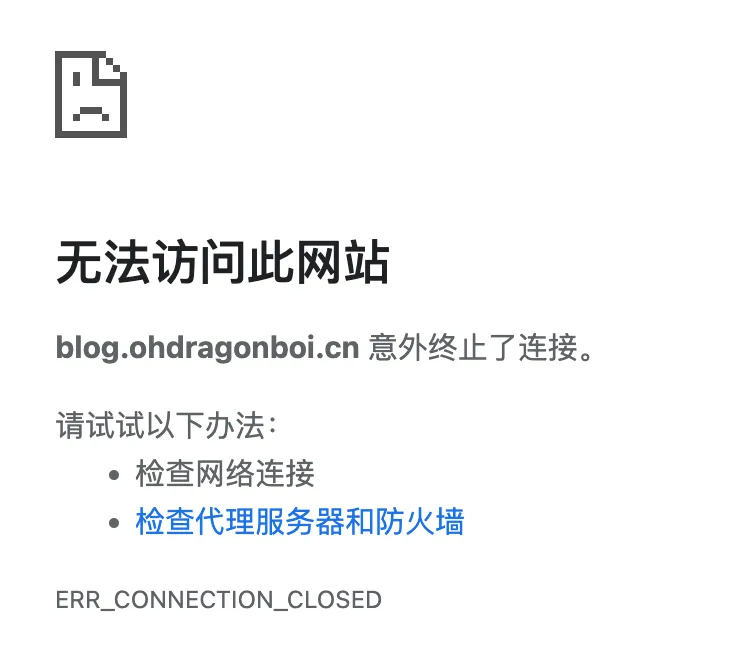 无法访问此网站
blog.ohdragonboi.cn 意外终止了连接。
请试试以下办法：
• 检查网络连接
• 检查代理服务器和防火墙
ERR_CONNECTION_CLOSED